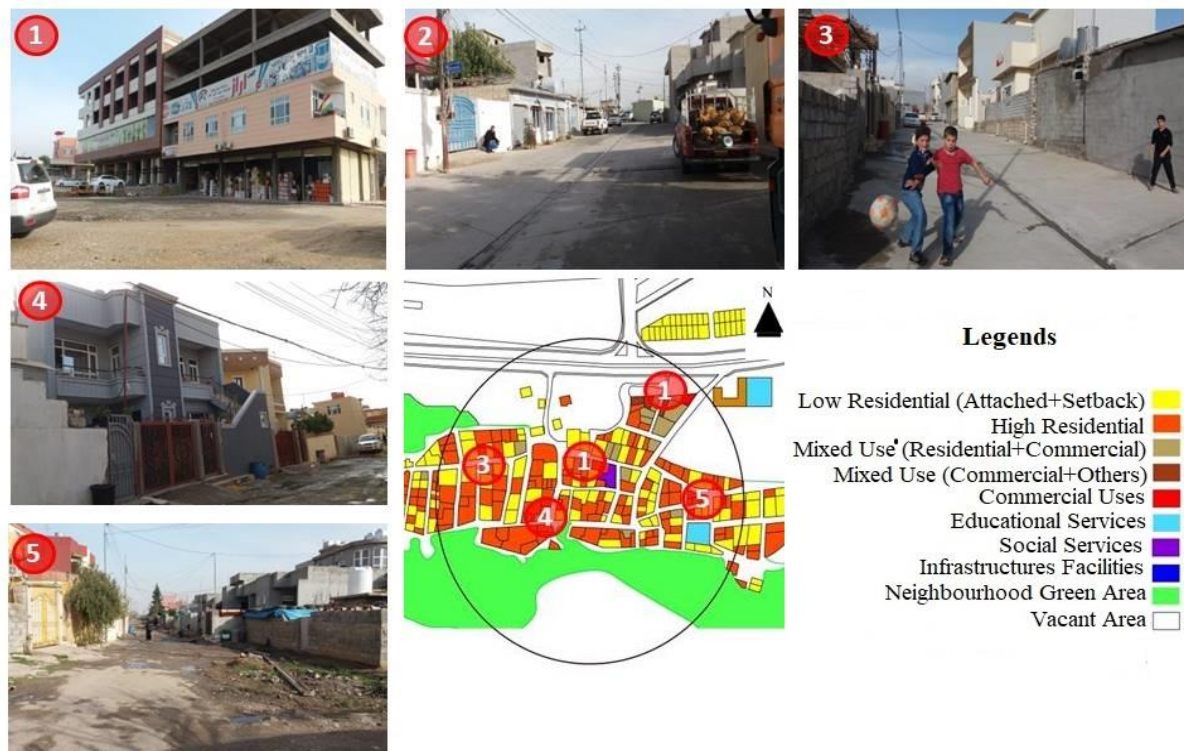 1
2
3
اراز
4
N
1
3
1
5
4
Legends
Low Residential (Attached+Setback)
High Residential
Mixed Use' (Residential+Commercial)
Mixed Use (Commercial+Others)
Commercial Uses
Educational Services
Social Services
Infrastructures Facilities
Neighbourhood Green Area
Vacant Area
5